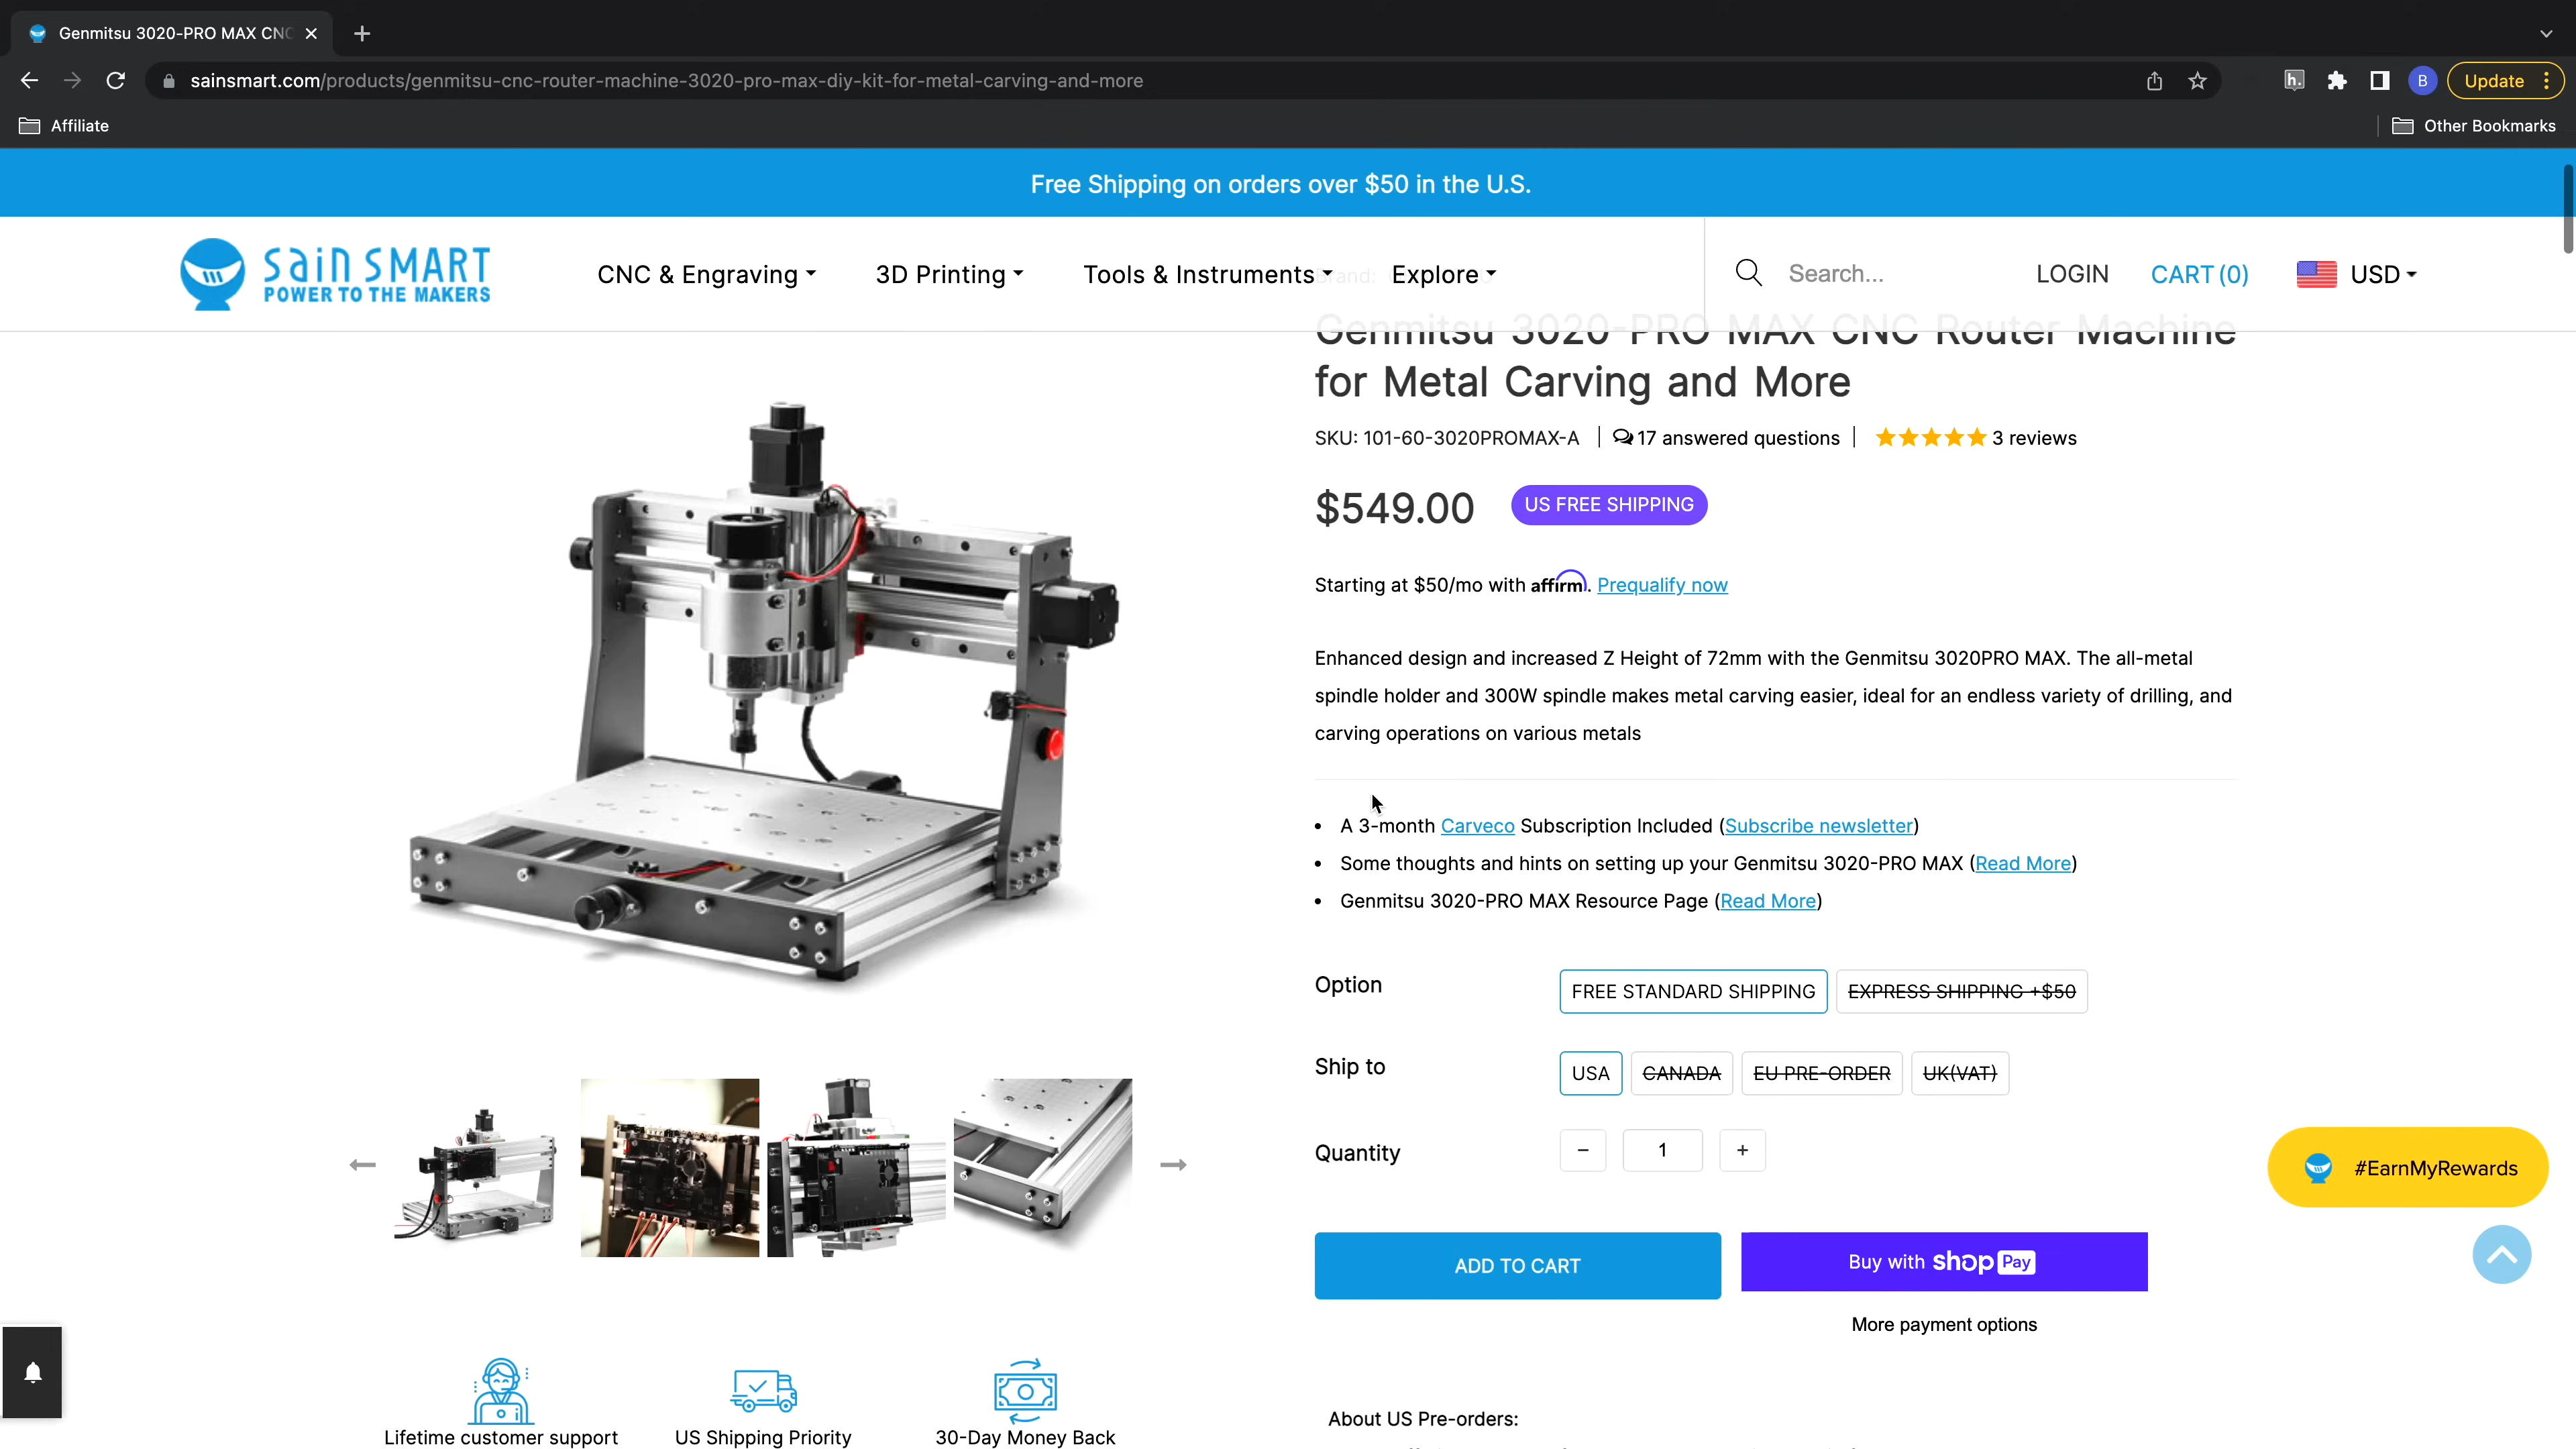 Genmitsu 3020-PRO MAX CNC
sainsmart.com/products/genmitsu-cnc-router-machine-3020-pro-max-diy-kit-for-metal-carving-and-more
h.
B
Update
Affiliate
Other Bookmarks
Free Shipping on orders over $50 in the U.S.
SAIN SMART
POWER TO THE MAKERS
CNC & Engraving
3D Printing
Tools & Instruments
Brand:
Explore
Search...
LOGIN
CART (0)
USD
Genmitsu 3020-PRO MAX CNC Router Machine
for Metal Carving and More
SKU: 101-60-3020PROMAX-A
17 answered questions
3 reviews
$549.00
US FREE SHIPPING
Starting at $50/mo with affirm. Prequalify now
Enhanced design and increased Z Height of 72mm with the Genmitsu 3020PRO MAX. The all-metal
spindle holder and 300W spindle makes metal carving easier, ideal for an endless variety of drilling, and
carving operations on various metals
• A 3-month Carveco Subscription Included (Subscribe newsletter)
• Some thoughts and hints on setting up your Genmitsu 3020-PRO MAX (Read More)
• Genmitsu 3020-PRO MAX Resource Page (Read More)
Option
FREE STANDARD SHIPPING
EXPRESS SHIPPING +$50
Ship to
USA
CANADA
EU PRE-ORDER
UK(VAT)
Quantity
−
1
+
#EarnMyRewards
ADD TO CART
Buy with shop Pay
More payment options
Lifetime customer support
US Shipping Priority
30-Day Money Back
About US Pre-orders: